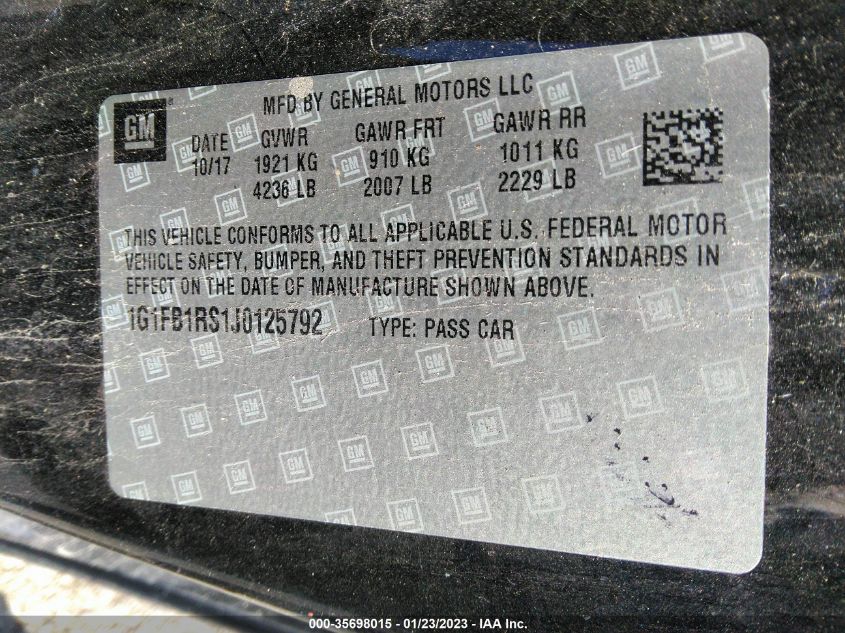 MFD BY GENERAL MOTORS LLC
GM ®
DATE GVWR GAWR FRT GAWR RR
10/17 1921 KG 910 KG 1011 KG
4236 LB 2007 LB 2229 LB
THIS VEHICLE CONFORMS TO ALL APPLICABLE U.S. FEDERAL MOTOR
VEHICLE SAFETY, BUMPER, AND THEFT PREVENTION STANDARDS IN
EFFECT ON THE DATE OF MANUFACTURE SHOWN ABOVE.
1G1FB1RS1J0125792 TYPE: PASS CAR
000-35698015 - 01/23/2023 - IAA Inc.